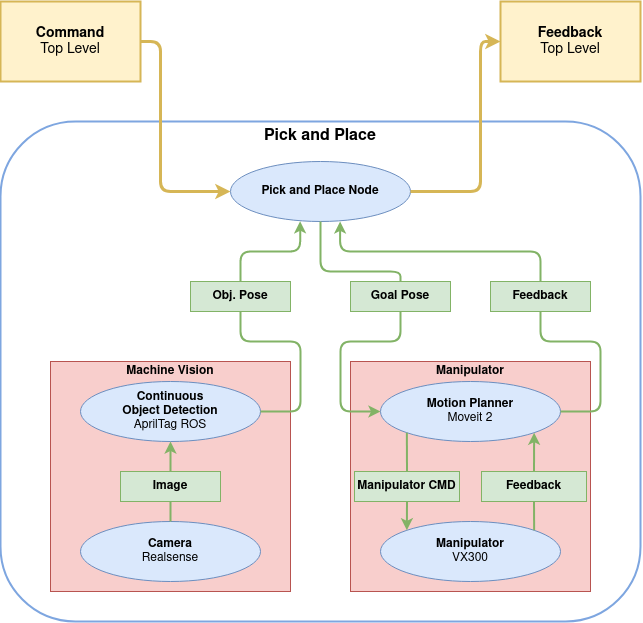 Command
Top Level
Feedback
Top Level
Pick and Place
Pick and Place Node
Obj. Pose
Goal Pose
Feedback
Machine Vision
Continuous
Object Detection
AprilTag ROS
Image
Camera
Realsense
Manipulator
Motion Planner
Moveit 2
Manipulator CMD
Feedback
Manipulator
VX300